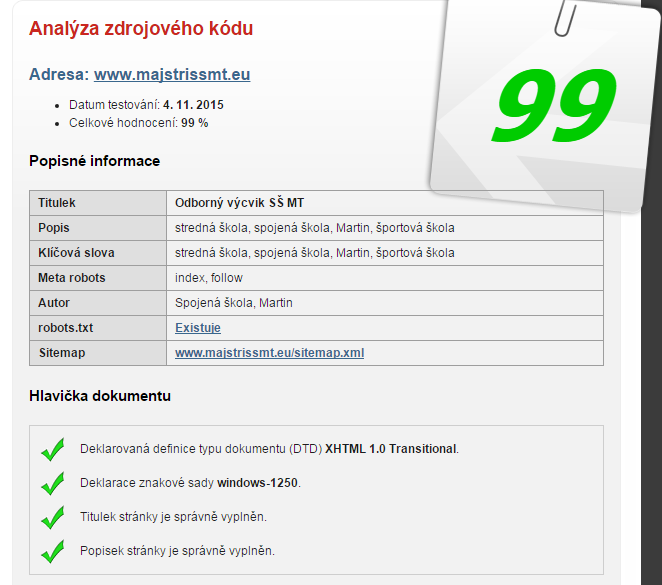 Analýza zdrojového kódu
99
Adresa: www.majstrissmt.eu
Datum testování: 4. 11. 2015
Celkové hodnocení: 99 %
Popisné informace
Titulek Odborný výcvik SŠ MT
Popis stredná škola, spojená škola, Martin, športová škola
Klíčová slova stredná škola, spojená škola, Martin, športová škola
Meta robots index, follow
Autor Spojená škola, Martin
robots.txt Existuje
Sitemap www.majstrissmt.eu/sitemap.xml
Hlavička dokumentu
Deklarovaná definice typu dokumentu (DTD) XHTML 1.0 Transitional.
Deklarace znakové sady windows-1250.
Titulek stránky je správně vyplněn.
Popisek stránky je správně vyplněn.